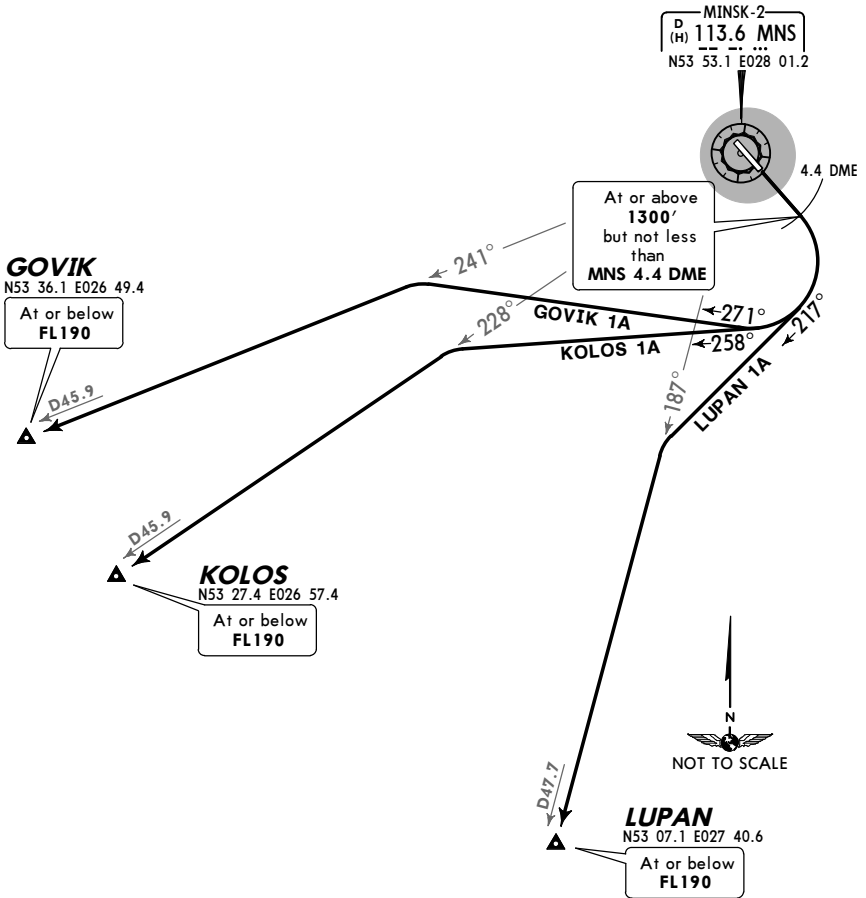 MINSK-2
D
(H) 113.6 MNS
N53 53.1 E028 01.2
4.4 DME
At or above
1300'
but not less
than
MNS 4.4 DME
241°
GOVIK
N53 36.1 E026 49.4
At or below
FL190
228°
GOVIK 1A
271°
217°
KOLOS 1A
258°
187°
LUPAN 1A
D45.9
D45.9
KOLOS
N53 27.4 E026 57.4
At or below
FL190
N
NOT TO SCALE
D47.7
LUPAN
N53 07.1 E027 40.6
At or below
FL190